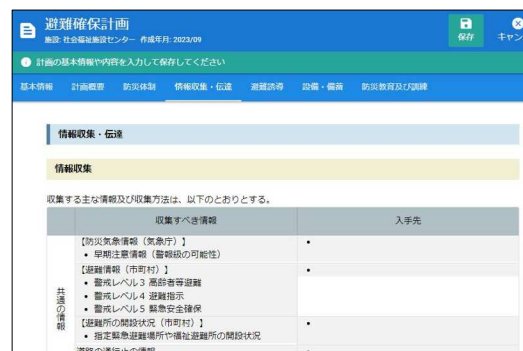 避難確保計画
施設: 社会福祉施設センター 作成年月: 2023/09
保存
キャン
計画の基本情報や内容を入力して保存してください
基本情報 計画概要 防災体制 情報収集・伝達 避難誘導 設備・備蓄 防災教育及び訓練
情報収集・伝達
情報収集
収集する主な情報及び収集方法は、以下のとおりとする。
収集すべき情報 入手先
共通の情報
【防災気象情報（気象庁）】
• 早期注意情報（警報級の可能性）
•
【避難情報（市町村）】
• 警戒レベル3 高齢者等避難
• 警戒レベル4 避難指示
• 警戒レベル5 緊急安全確保
•
【避難所の開設状況（市町村）】
• 指定緊急避難場所や福祉避難所の開設状況
•
道路の通行止の情報